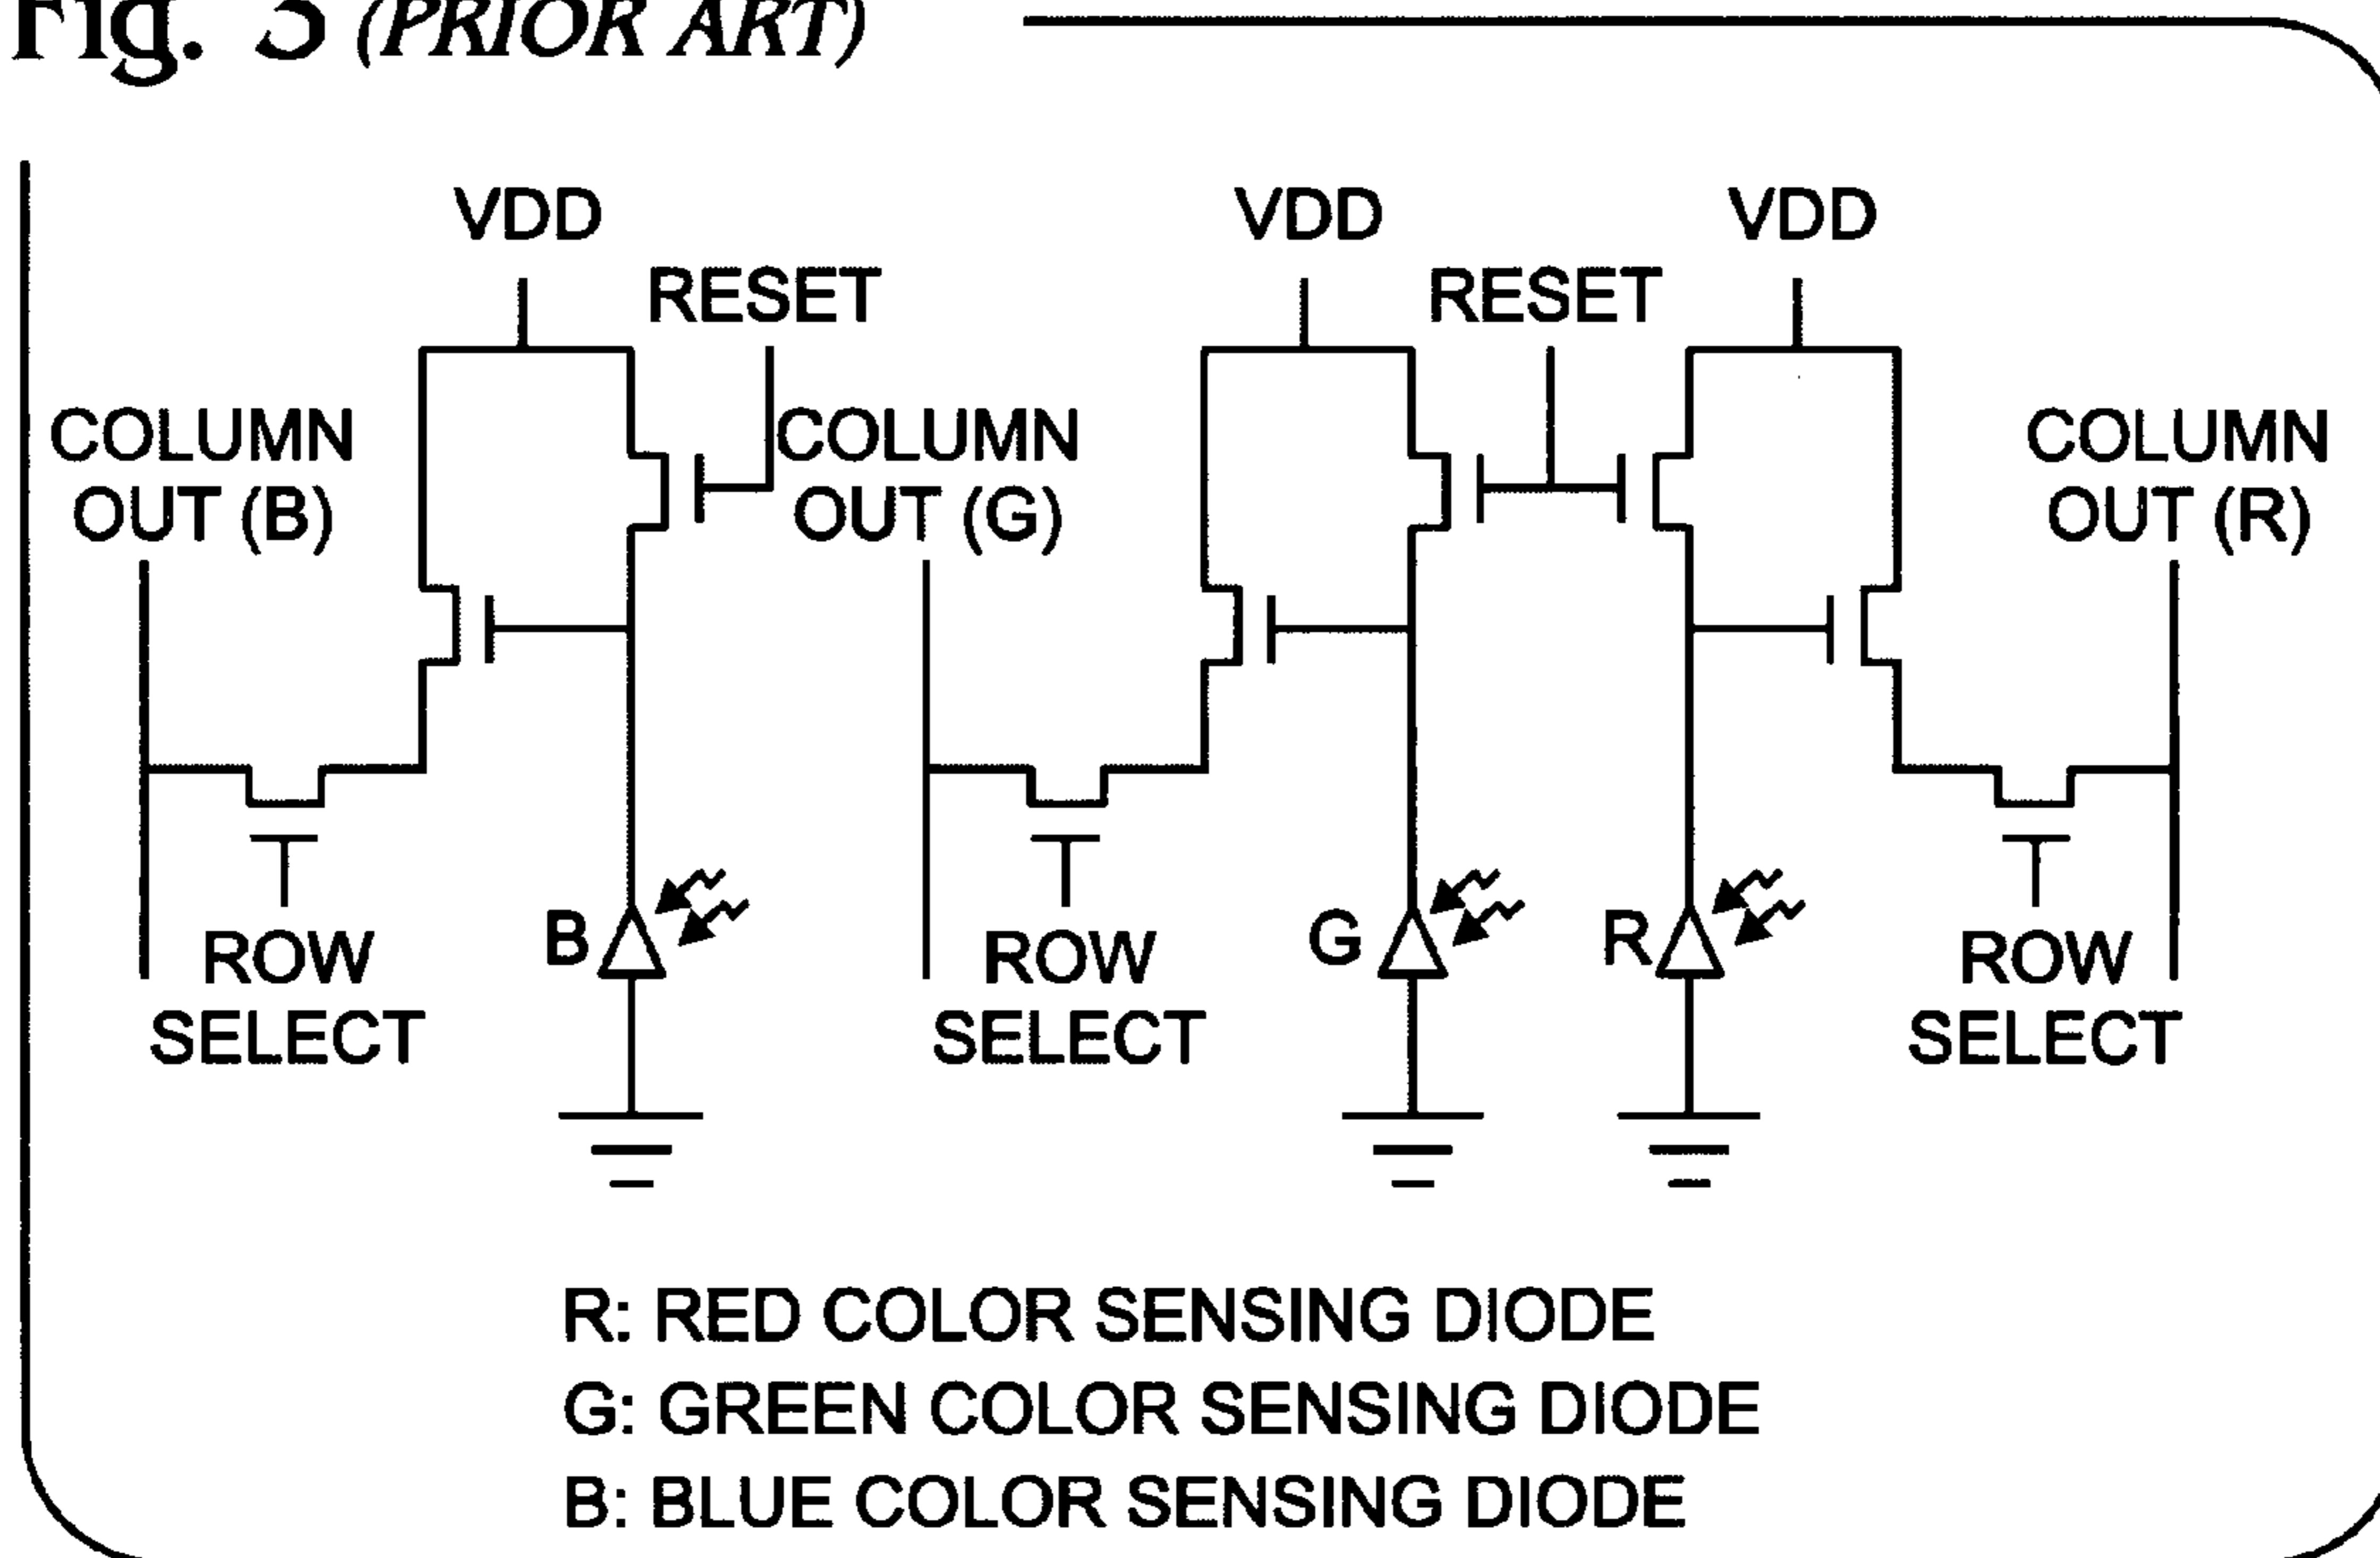 Fig. 3 (PRIOR ART)
VDD
VDD
VDD
RESET
RESET
COLUMN
OUT (B)
COLUMN
OUT (G)
COLUMN
OUT (R)
B
G
R
ROW
SELECT
ROW
SELECT
ROW
SELECT
R: RED COLOR SENSING DIODE
G: GREEN COLOR SENSING DIODE
B: BLUE COLOR SENSING DIODE